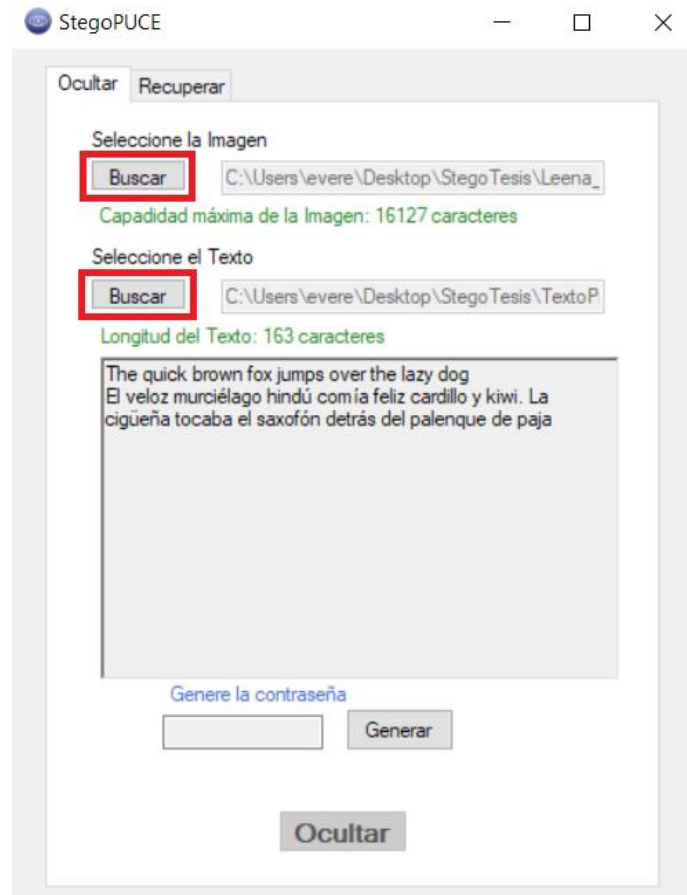 StegoPUCE
Ocultar Recuperar
Seleccione la Imagen
Buscar C:\Users\evere\Desktop\StegoTesis\Leena_
Capadidad máxima de la Imagen: 16127 caracteres
Seleccione el Texto
Buscar C:\Users\evere\Desktop\StegoTesis\TextoP
Longitud del Texto: 163 caracteres
The quick brown fox jumps over the lazy dog
El veloz murciélago hindú comía feliz cardillo y kiwi. La
cigüeña tocaba el saxofón detrás del palenque de paja
Genere la contraseña
Generar
Ocultar